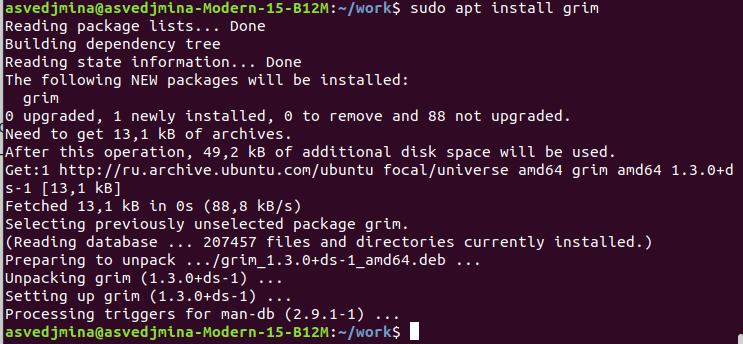 asvedjmina@asvedjmina-Modern-15-B12M:~/work$ sudo apt install grim
Reading package lists... Done
Building dependency tree
Reading state information... Done
The following NEW packages will be installed:
  grim
0 upgraded, 1 newly installed, 0 to remove and 88 not upgraded.
Need to get 13,1 kB of archives.
After this operation, 49,2 kB of additional disk space will be used.
Get:1 http://ru.archive.ubuntu.com/ubuntu focal/universe amd64 grim amd64 1.3.0+d
s-1 [13,1 kB]
Fetched 13,1 kB in 0s (88,8 kB/s)
Selecting previously unselected package grim.
(Reading database ... 207457 files and directories currently installed.)
Preparing to unpack .../grim_1.3.0+ds-1_amd64.deb ...
Unpacking grim (1.3.0+ds-1) ...
Setting up grim (1.3.0+ds-1) ...
Processing triggers for man-db (2.9.1-1) ...
asvedjmina@asvedjmina-Modern-15-B12M:~/work$